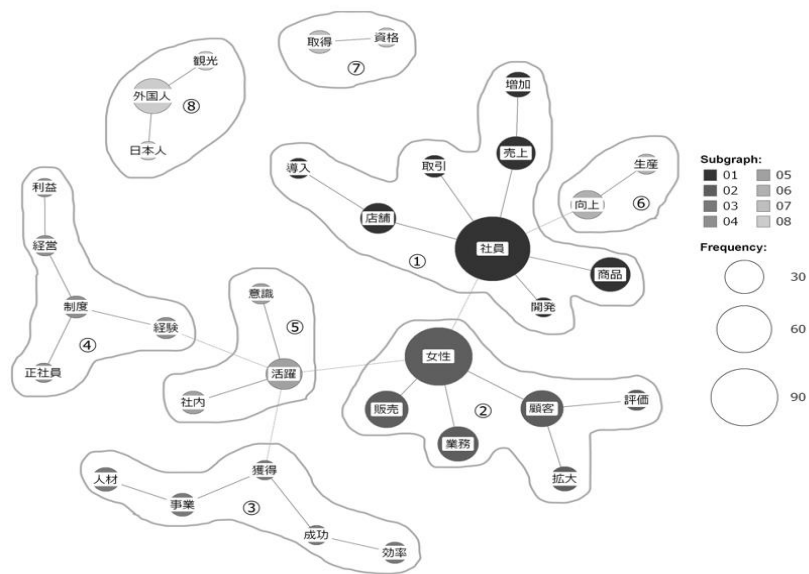 取得
資格
⑦
観光
外国人
⑧
日本人
増加
導入
取引
売上
生産
利益
店舗
向上
⑥
経営
社員
①
商品
意識
開発
制度
⑤
経験
④
女性
正社員
活躍
社内
販売
②
顧客
評価
業務
獲得
拡大
人材
事業
③
成功
効率
Subgraph:
01 05
02 06
03 07
04 08
Frequency:
30
60
90